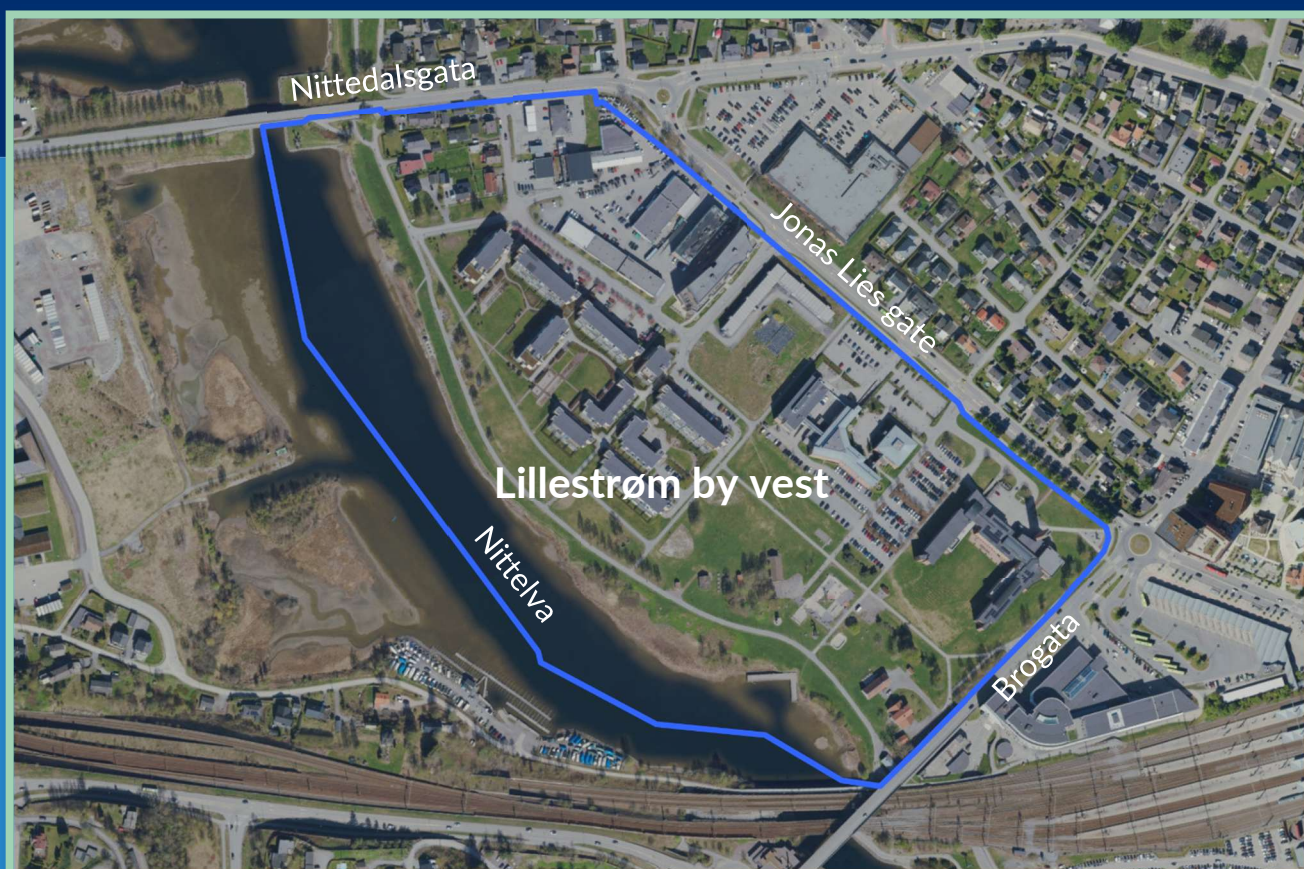 Nittedalsgata
Jonas Lies gate
Lillestrøm by vest
Nittelva
Brogata